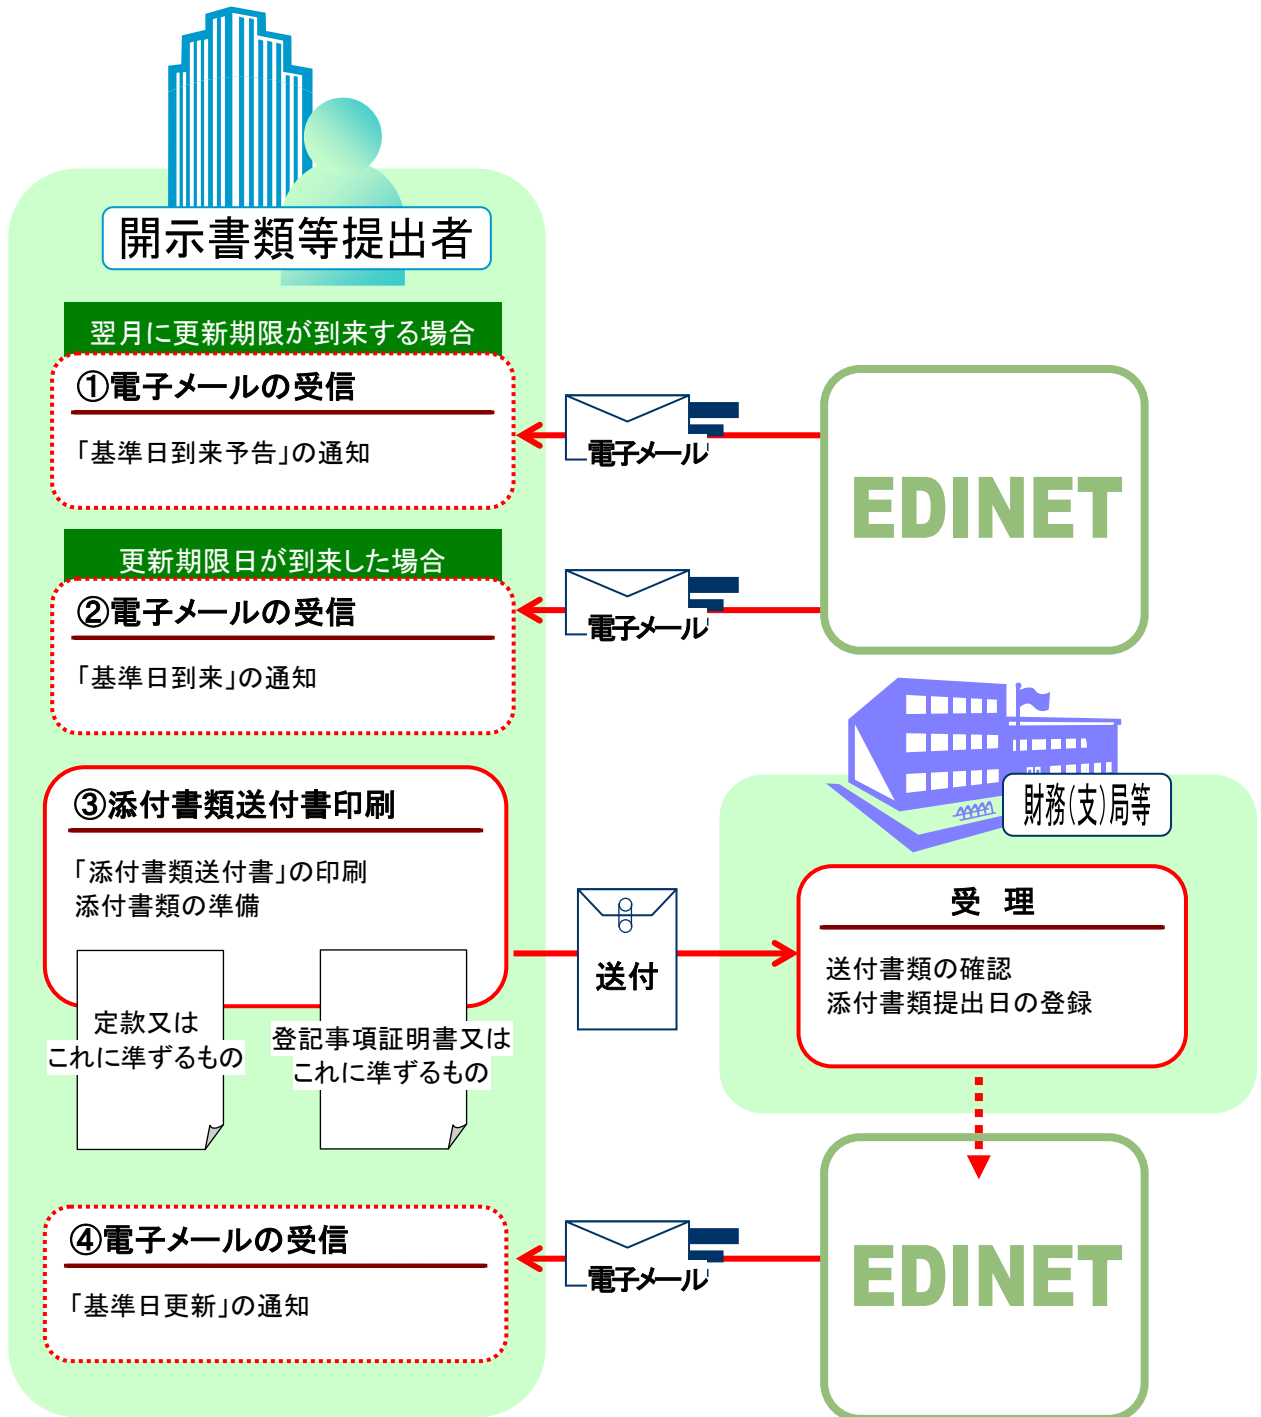 開示書類等提出者
翌月に更新期限が到来する場合
①電子メールの受信
「基準日到来予告」の通知
電子メール
EDINET
更新期限日が到来した場合
②電子メールの受信
「基準日到来」の通知
電子メール
財務(支)局等
③添付書類送付書印刷
「添付書類送付書」の印刷
添付書類の準備
定款又は
これに準ずるもの
登記事項証明書又は
これに準ずるもの
送付
受 理
送付書類の確認
添付書類提出日の登録
④電子メールの受信
「基準日更新」の通知
電子メール
EDINET